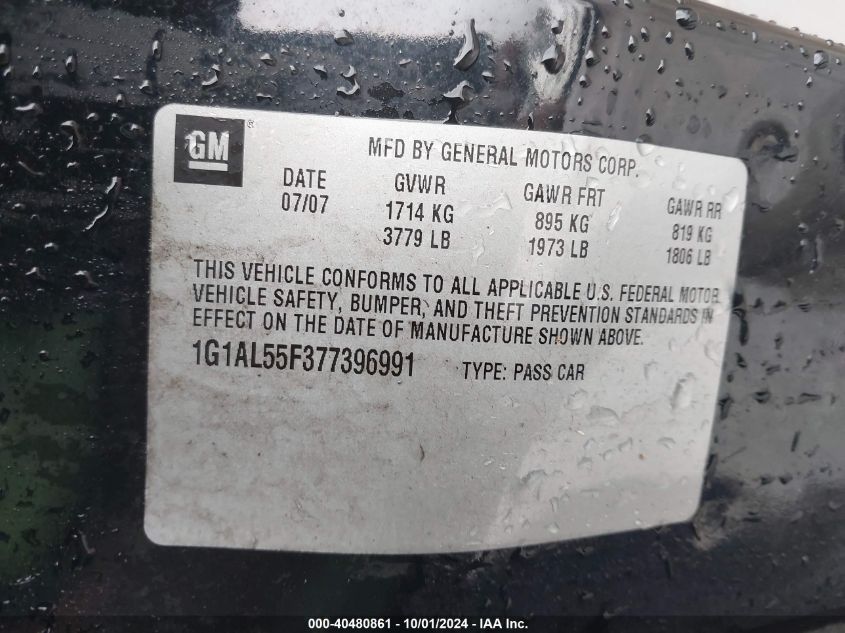 GM ®
MFD BY GENERAL MOTORS CORP.
DATE GVWR GAWR FRT GAWR RR
07/07 1714 KG 895 KG 819 KG
3779 LB 1973 LB 1806 LB
THIS VEHICLE CONFORMS TO ALL APPLICABLE U.S. FEDERAL MOTOR
VEHICLE SAFETY, BUMPER, AND THEFT PREVENTION STANDARDS IN
EFFECT ON THE DATE OF MANUFACTURE SHOWN ABOVE.
1G1AL55F377396991 TYPE: PASS CAR
000-40480861 - 10/01/2024 - IAA Inc.